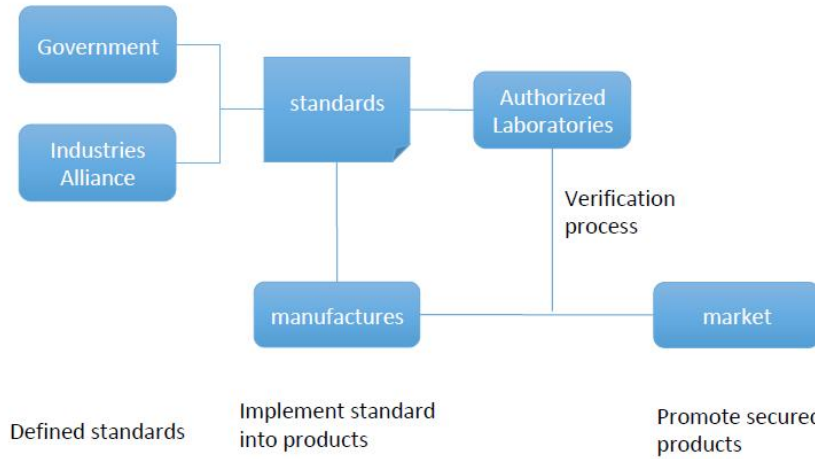 Government
standards
Authorized
Laboratories
Industries
Alliance
Verification
process
manufactures
market
Defined standards
Implement standard
into products
Promote secured
products